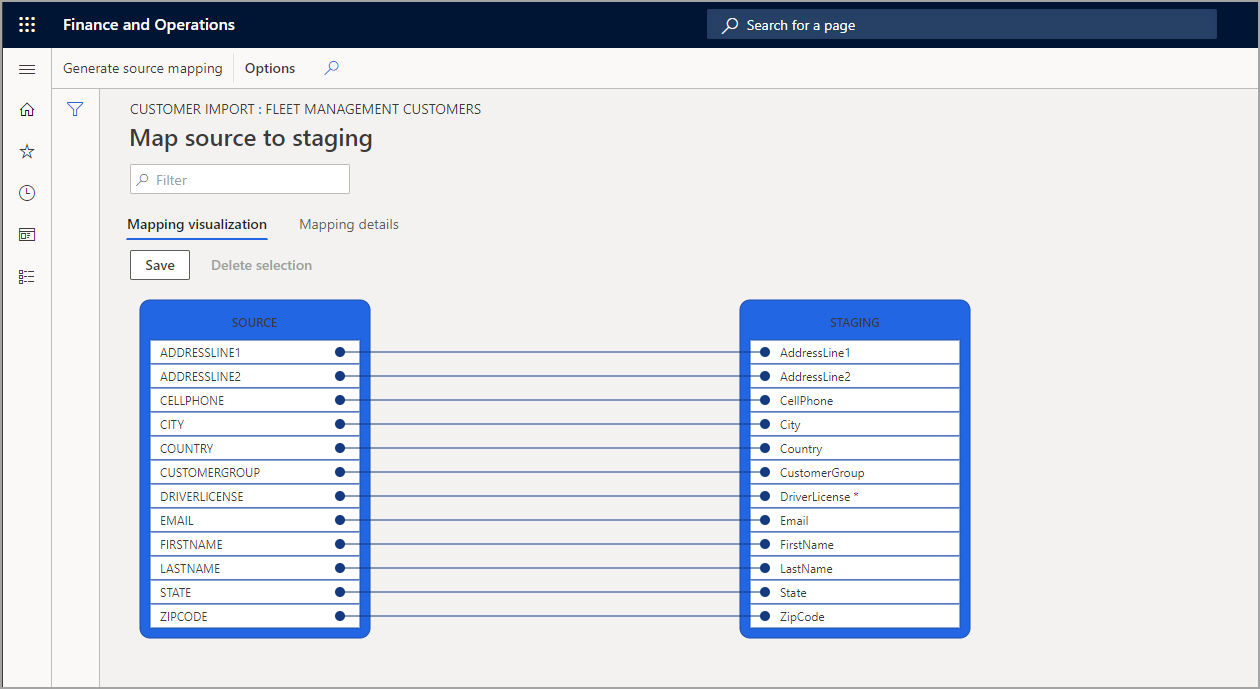 Finance and Operations
Search for a page
Generate source mapping
Options
CUSTOMER IMPORT : FLEET MANAGEMENT CUSTOMERS
Map source to staging
Filter
Mapping visualization
Mapping details
Save
Delete selection
SOURCE
ADDRESSLINE1
ADDRESSLINE2
CELLPHONE
CITY
COUNTRY
CUSTOMERGROUP
DRIVERLICENSE
EMAIL
FIRSTNAME
LASTNAME
STATE
ZIPCODE
STAGING
AddressLine1
AddressLine2
CellPhone
City
Country
CustomerGroup
DriverLicense *
Email
FirstName
LastName
State
ZipCode